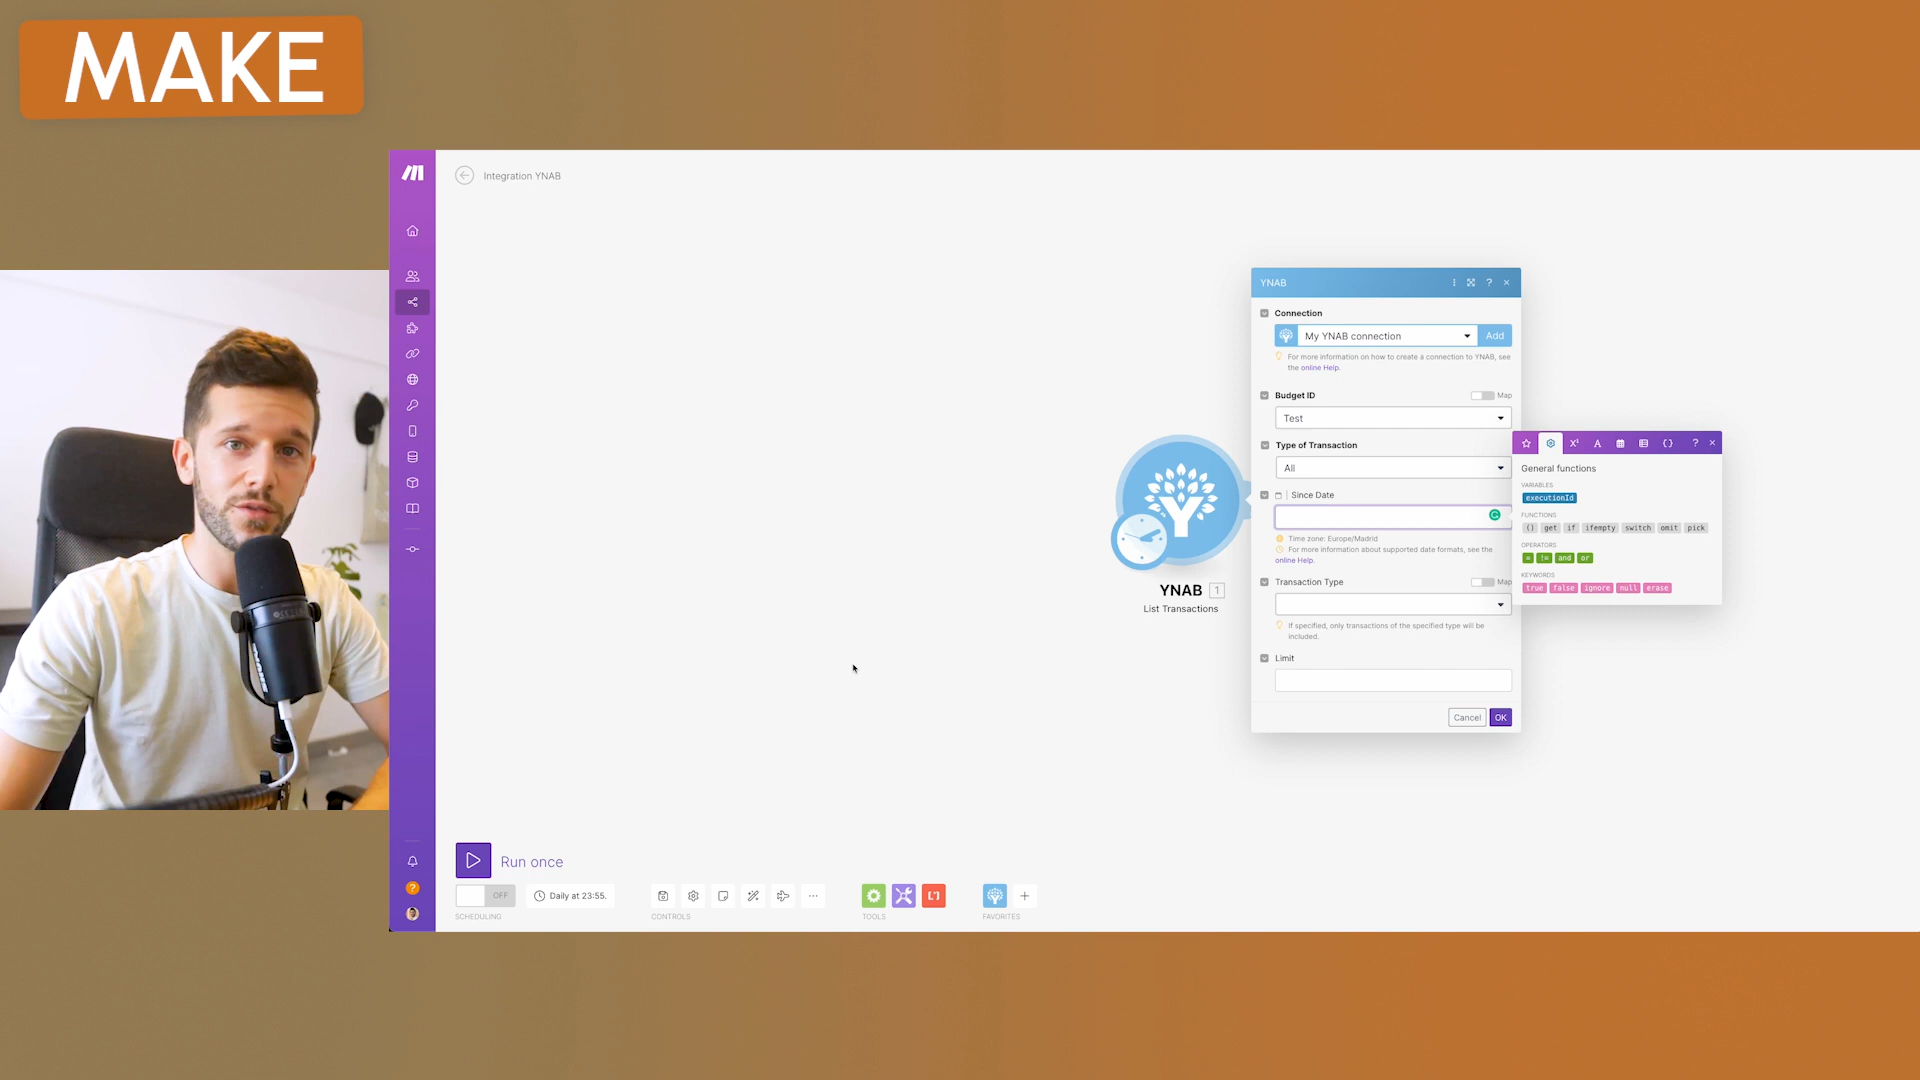 MAKE
Integration YNAB
YNAB
Connection
My YNAB connection
Add
For more information on how to create a connection to YNAB, see
the online Help.
Budget ID
Map
Test
Type of Transaction
All
Since Date
Time zone: Europe/Madrid
For more information about supported date formats, see the
online Help.
Transaction Type
Map
If specified, only transactions of the specified type will be
included.
Limit
Cancel
OK
General functions
VARIABLES
executionId
FUNCTIONS
() get if ifempty switch omit pick
OPERATORS
= != and or
KEYWORDS
true false ignore null erase
YNAB 1
List Transactions
Run once
OFF
Daily at 23:55.
SCHEDULING
CONTROLS
TOOLS
FAVORITES